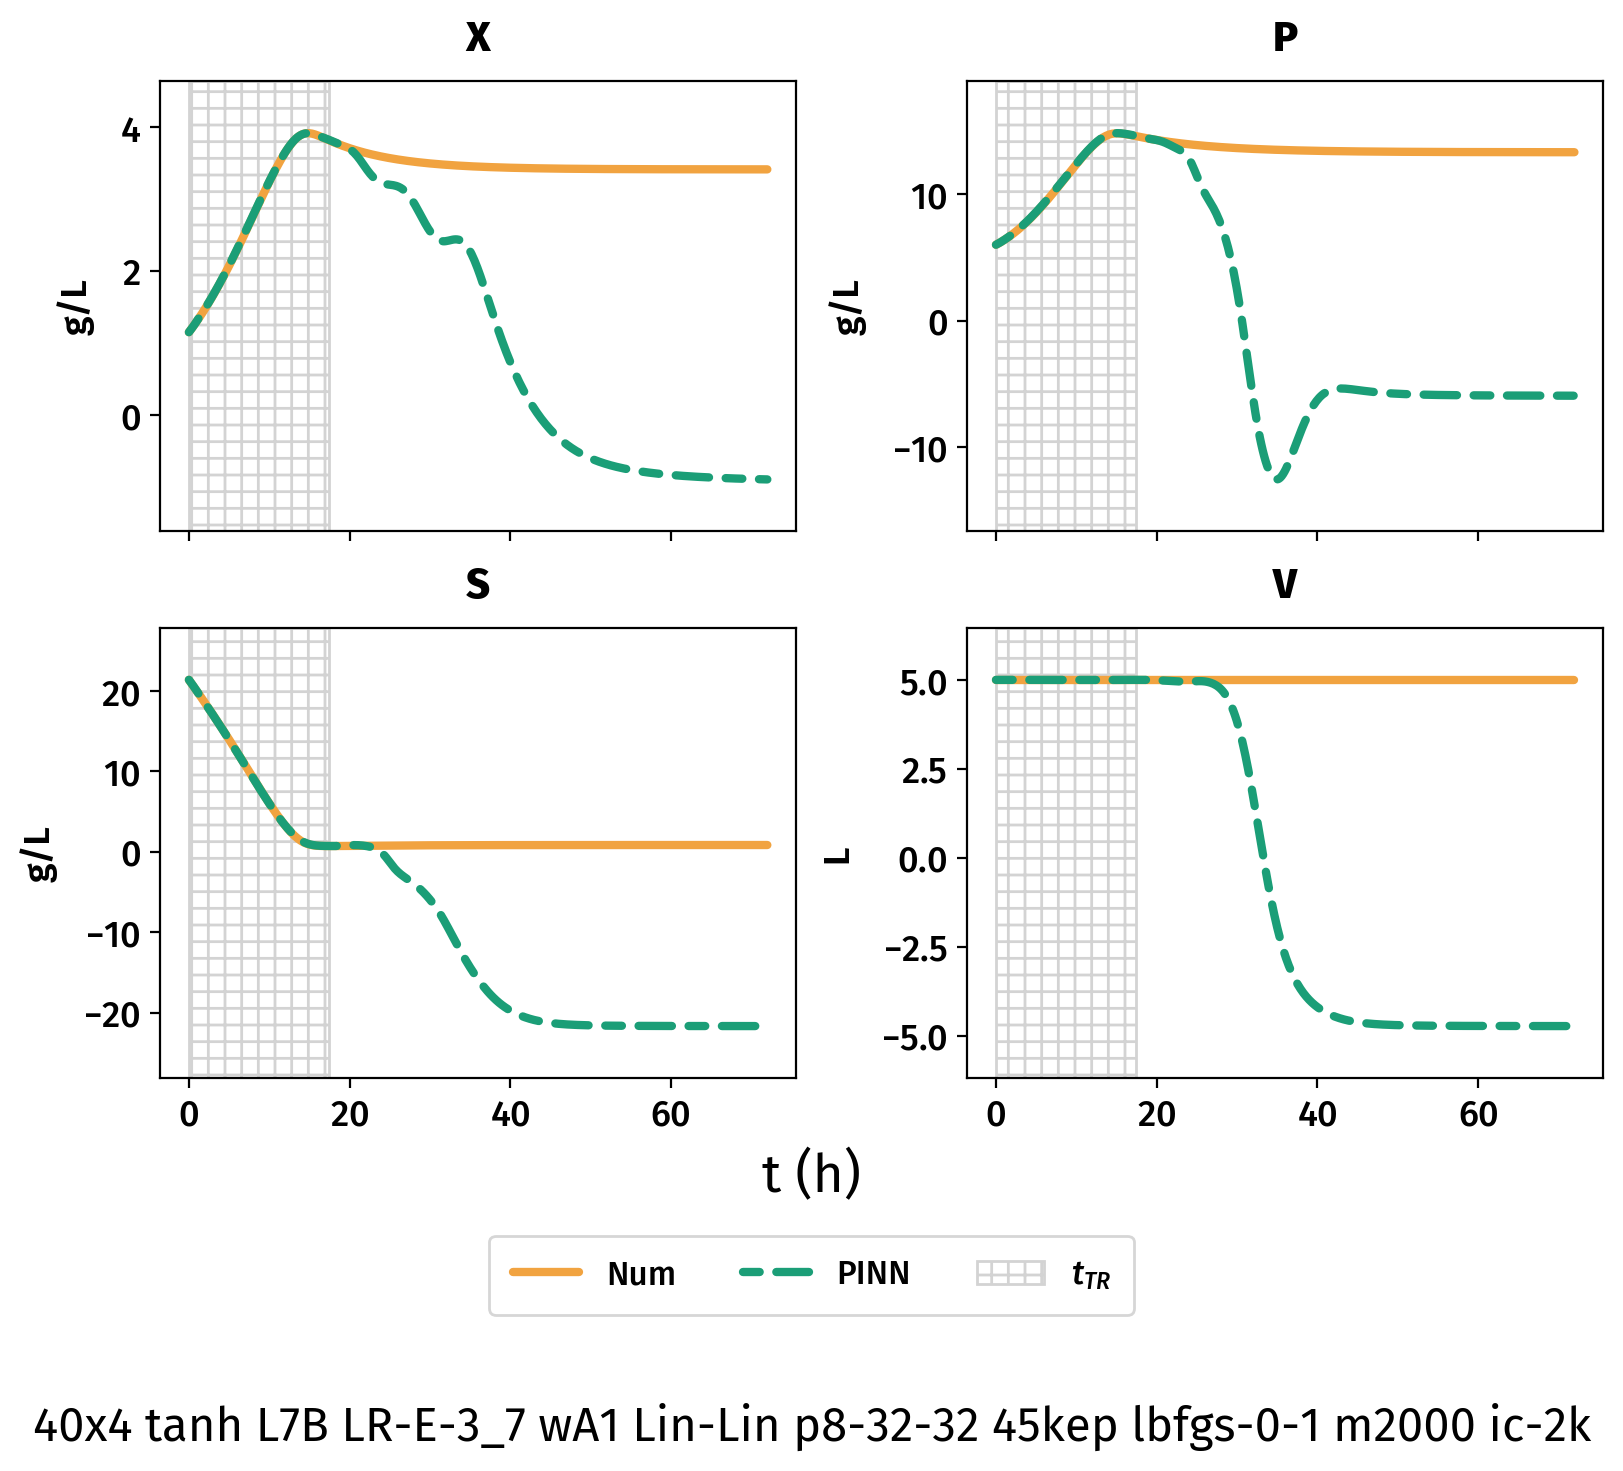 X
P
4
2
0
g/L
10
0
−10
g/L
S
V
20
10
0
−10
−20
g/L
5.0
2.5
0.0
−2.5
−5.0
L
0 20 40 60
0 20 40 60
t (h)
Num PINN tTR
40x4 tanh L7B LR-E-3_7 wA1 Lin-Lin p8-32-32 45kep lbfgs-0-1 m2000 ic-2k